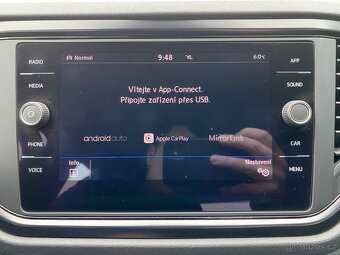 Normal 9:48 6.0°C
RADIO
MEDIA
PHONE
VOICE
Vítejte v App-Connect.
Připojte zařízení přes USB.
androidauto Apple CarPlay MirrorLink
Info Nastavení
APP
SOUND
CAR
MENU